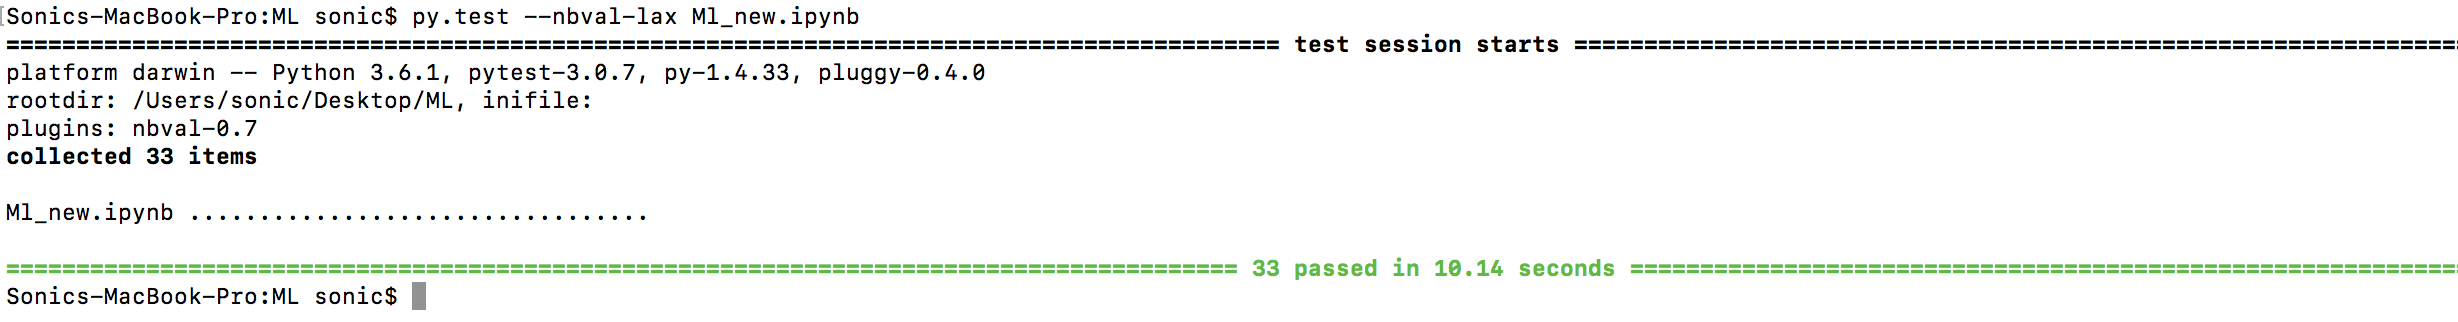 Sonics-MacBook-Pro:ML sonic$ py.test --nbval-lax Ml_new.ipynb
=========================================================================================== test session starts ===============================================================
platform darwin -- Python 3.6.1, pytest-3.0.7, py-1.4.33, pluggy-0.4.0
rootdir: /Users/sonic/Desktop/ML, inifile:
plugins: nbval-0.7
collected 33 items
Ml_new.ipynb .................................
======================================================================================== 33 passed in 10.14 seconds ===========================================================
Sonics-MacBook-Pro:ML sonic$